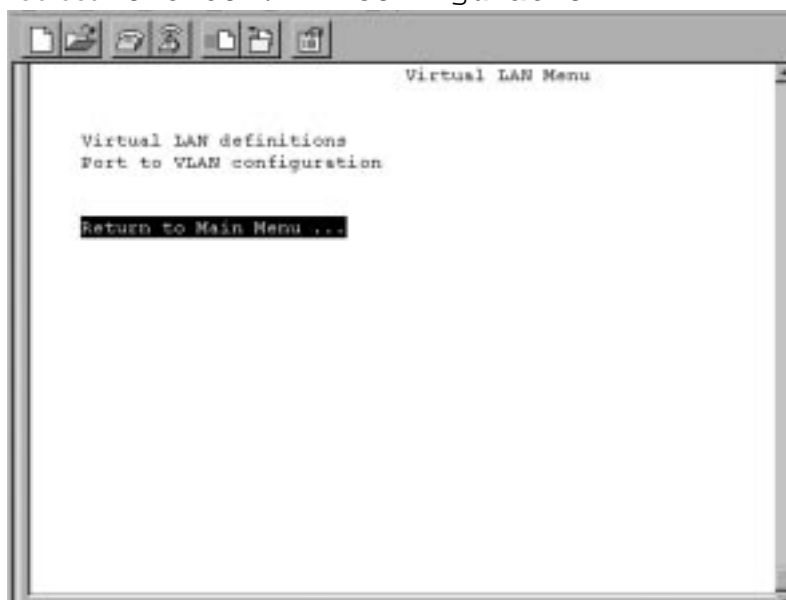 Virtual LAN Menu
Virtual LAN definitions
Port to VLAN configuration
Return to Main Menu ...